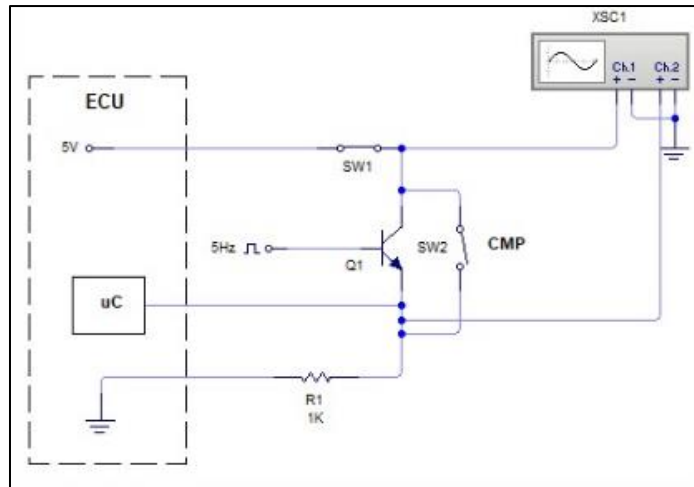 XSC1
Ch.1 Ch.2
+ − + −
ECU
5V
SW1
5Hz
Q1
SW2
CMP
uC
R1
1K